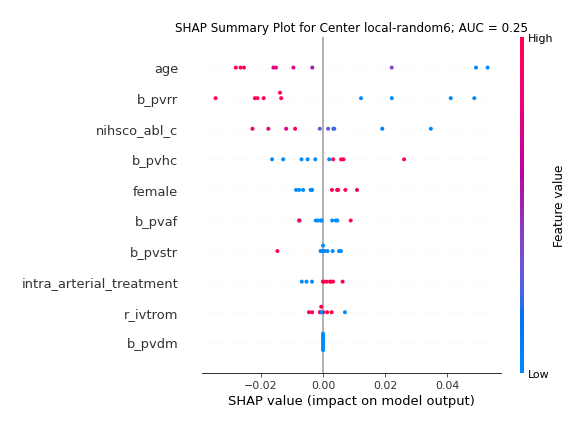 SHAP Summary Plot for Center local-random6; AUC = 0.25
High
age
b_pvrr
nihsco_abl_c
b_pvhc
female
b_pvaf
b_pvstr
intra_arterial_treatment
r_ivtrom
b_pvdm
Feature value
Low
−0.02 0.00 0.02 0.04
SHAP value (impact on model output)